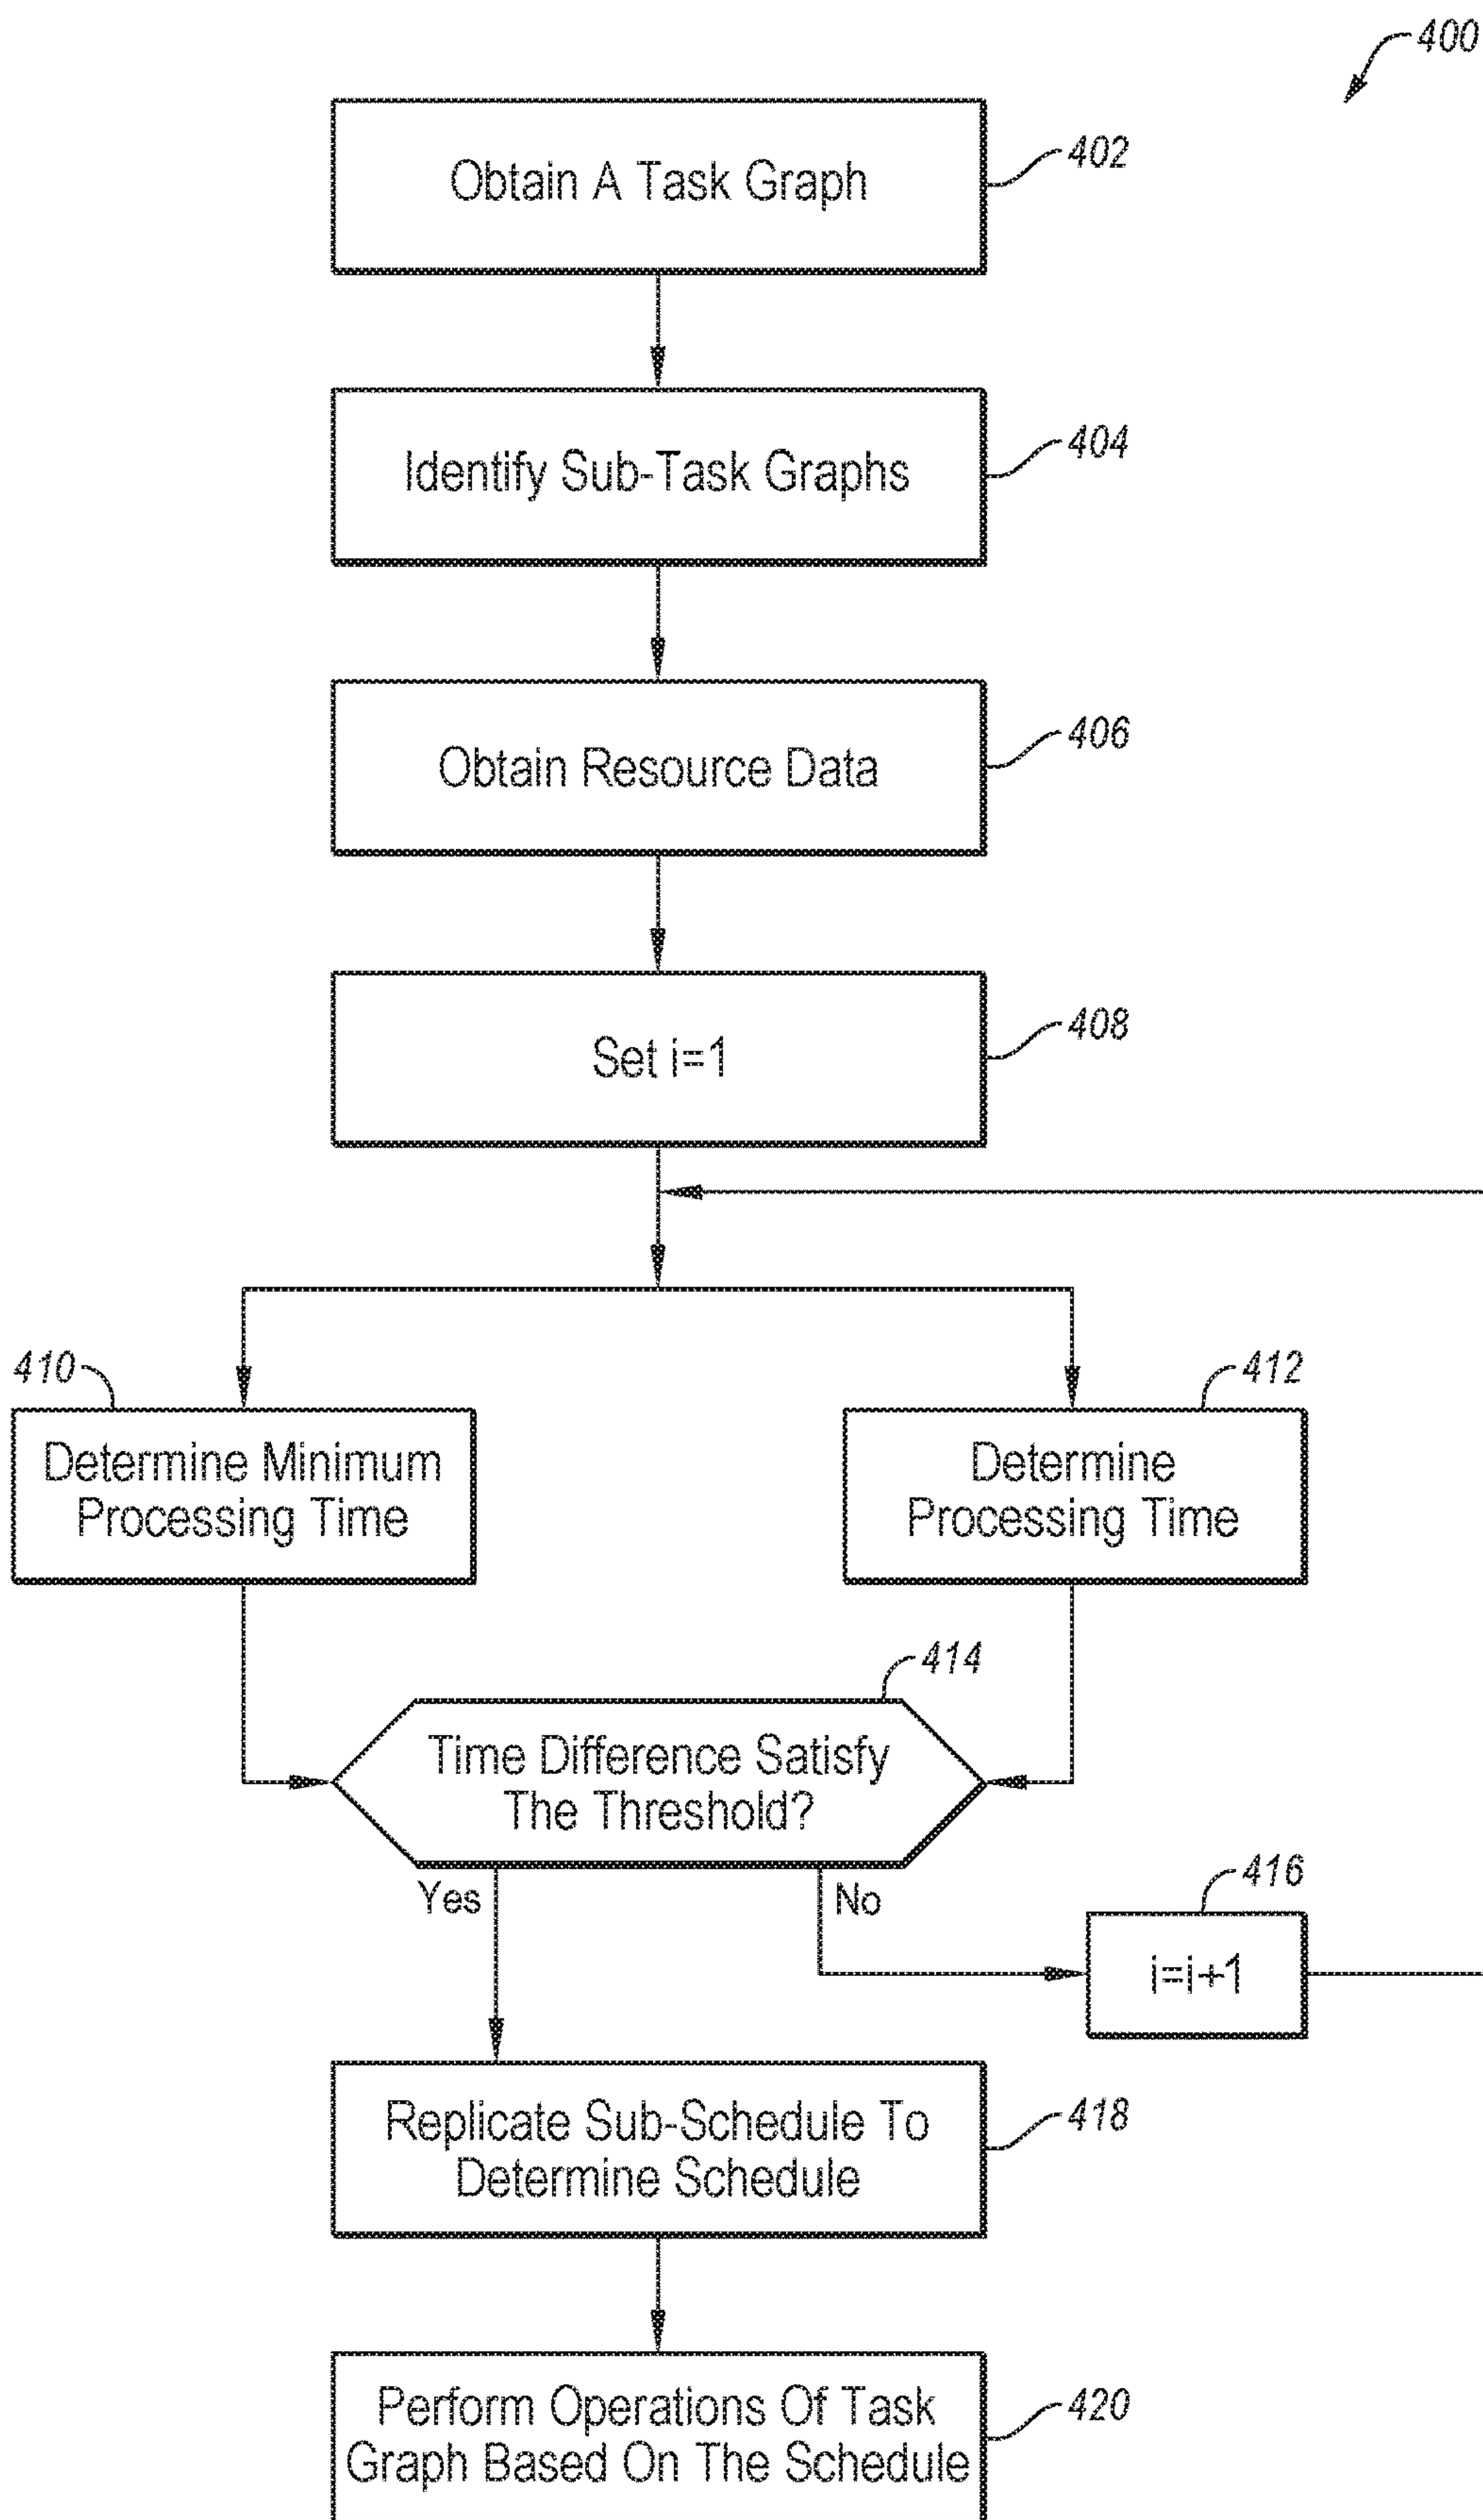 400
402
Obtain A Task Graph
404
Identify Sub-Task Graphs
406
Obtain Resource Data
408
Set i=1
410
412
Determine Minimum
Processing Time
Determine
Processing Time
414
Time Difference Satisfy
The Threshold?
Yes
No
416
i=i+1
Replicate Sub-Schedule To
Determine Schedule
418
Perform Operations Of Task
Graph Based On The Schedule
420